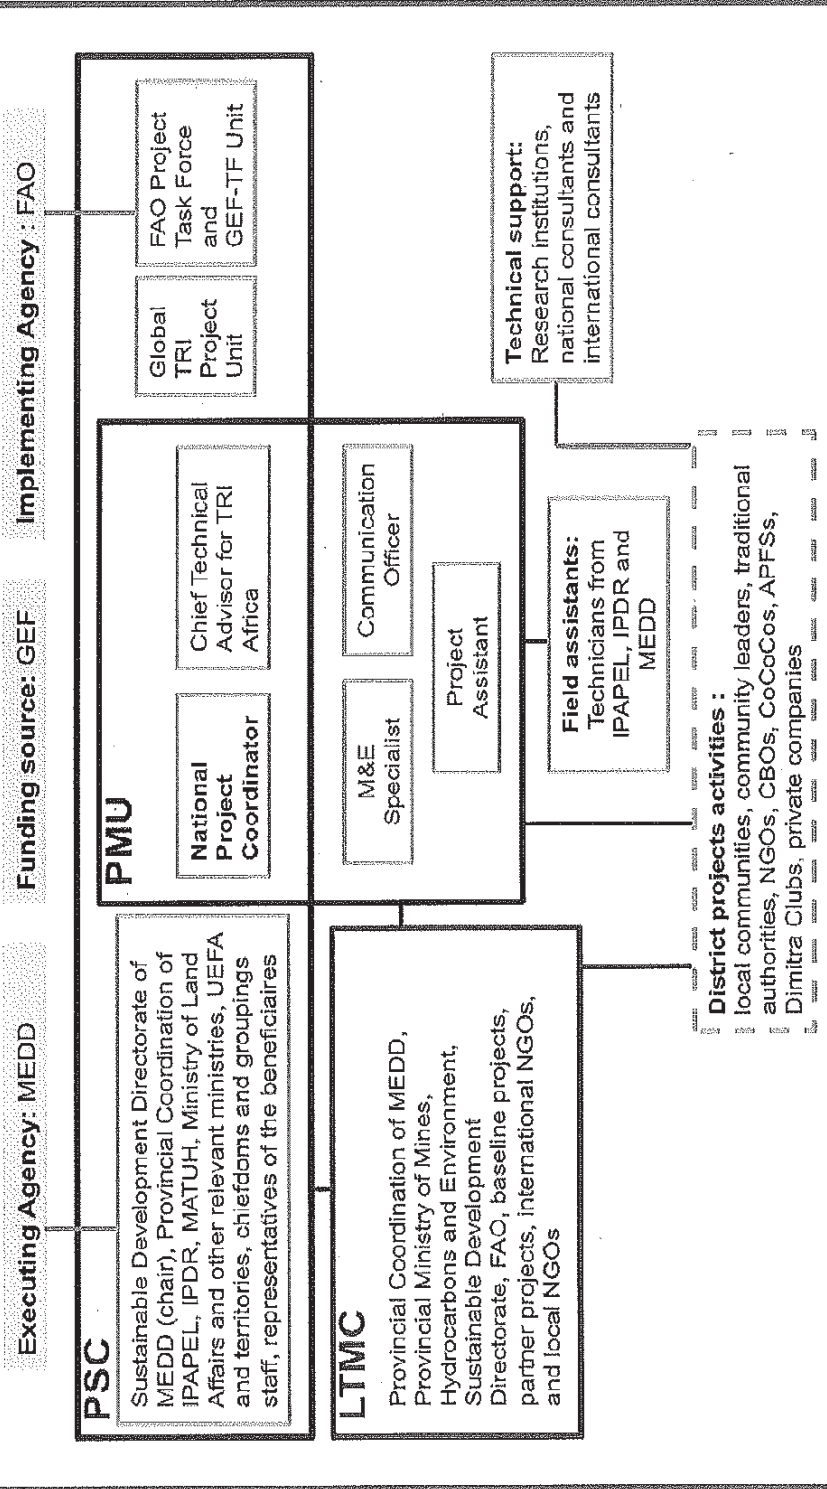 Executing Agency: MEDD
Funding source: GEF
Implementing Agency : FAO
PSC
Sustainable Development Directorate of
MEDD (chair), Provincial Coordination of
IPAPEL, IPDR, MATUH, Ministry of Land
Affairs and other relevant ministries, UEFA
and territories, chiefdoms and groupings
staff, representatives of the beneficiaires
PMU
National
Project
Coordinator
Chief Technical
Advisor for TRI
Africa
Global
TRI
Project
Unit
FAO Project
Task Force
and
GEF-TF Unit
M&E
Specialist
Communication
Officer
Project
Assistant
LTMC
Provincial Coordination of MEDD,
Provincial Ministry of Mines,
Hydrocarbons and Environment,
Sustainable Development
Directorate, FAO, baseline projects,
partner projects, international NGOs,
and local NGOs
Field assistants:
Technicians from
IPAPEL, IPDR and
MEDD
Technical support:
Research institutions,
national consultants and
international consultants
District projects activities :
local communities, community leaders, traditional
authorities, NGOs, CBOs, CoCoCos, APFSs,
Dimitra Clubs, private companies